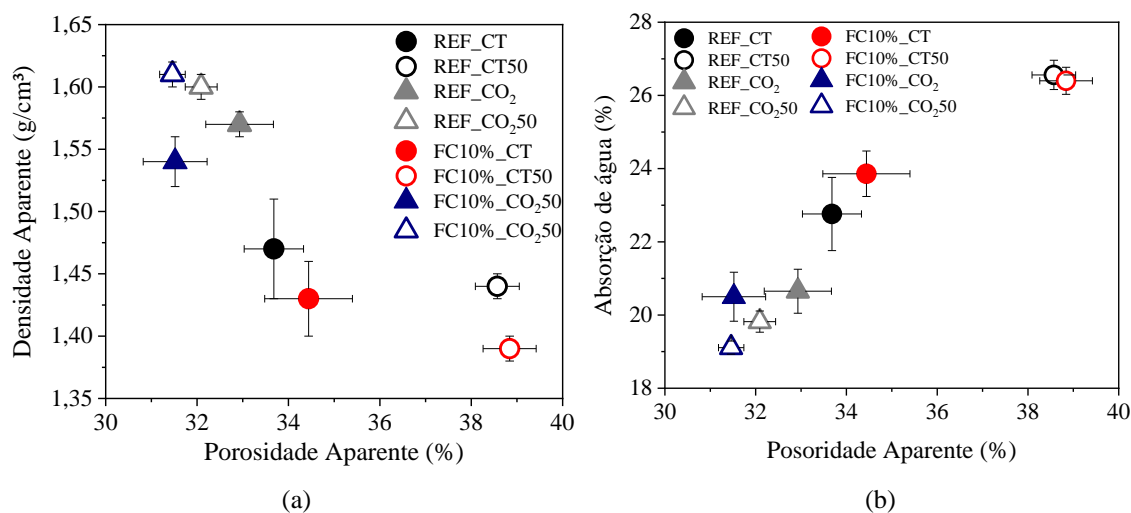 Densidade Aparente (g/cm³)
1,65
1,60
1,55
1,50
1,45
1,40
1,35
30 32 34 36 38 40
Porosidade Aparente (%)
REF_CT
REF_CT50
REF_CO₂
REF_CO₂50
FC10%_CT
FC10%_CT50
FC10%_CO₂50
FC10%_CO₂50
(a)
Absorção de água (%)
28
26
24
22
20
18
30 32 34 36 38 40
Posoridade Aparente (%)
REF_CT FC10%_CT
REF_CT50 FC10%_CT50
REF_CO₂ FC10%_CO₂
REF_CO₂50 FC10%_CO₂50
(b)